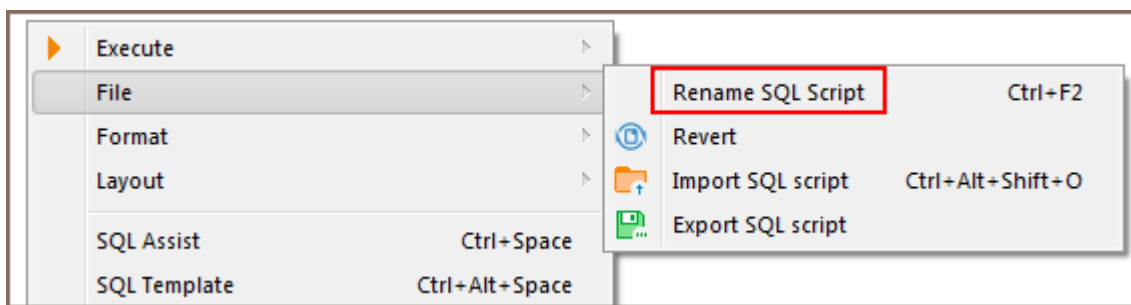 Execute
File
Format
Layout
SQL Assist Ctrl+Space
SQL Template Ctrl+Alt+Space
Rename SQL Script Ctrl+F2
Revert
Import SQL script Ctrl+Alt+Shift+O
Export SQL script